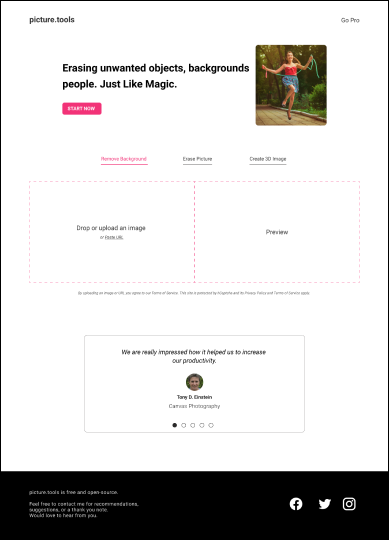 picture.tools
Go Pro
Erasing unwanted objects, backgrounds
people. Just Like Magic.
START NOW
Remove Background
Erase Picture
Create 3D Image
Drop or upload an image
or Paste URL
Preview
By uploading an image or URL, you agree to our Terms of Service. This site is protected by hCaptcha and its Privacy Policy and Terms of Service apply.
We are really impressed how it helped us to increase
our productivity.
Tony D. Einstein
Canvas Photography
picture.tools is free and open-source.
Feel free to contact me for recommendations,
suggestions, or a thank you note.
Would love to hear from you.